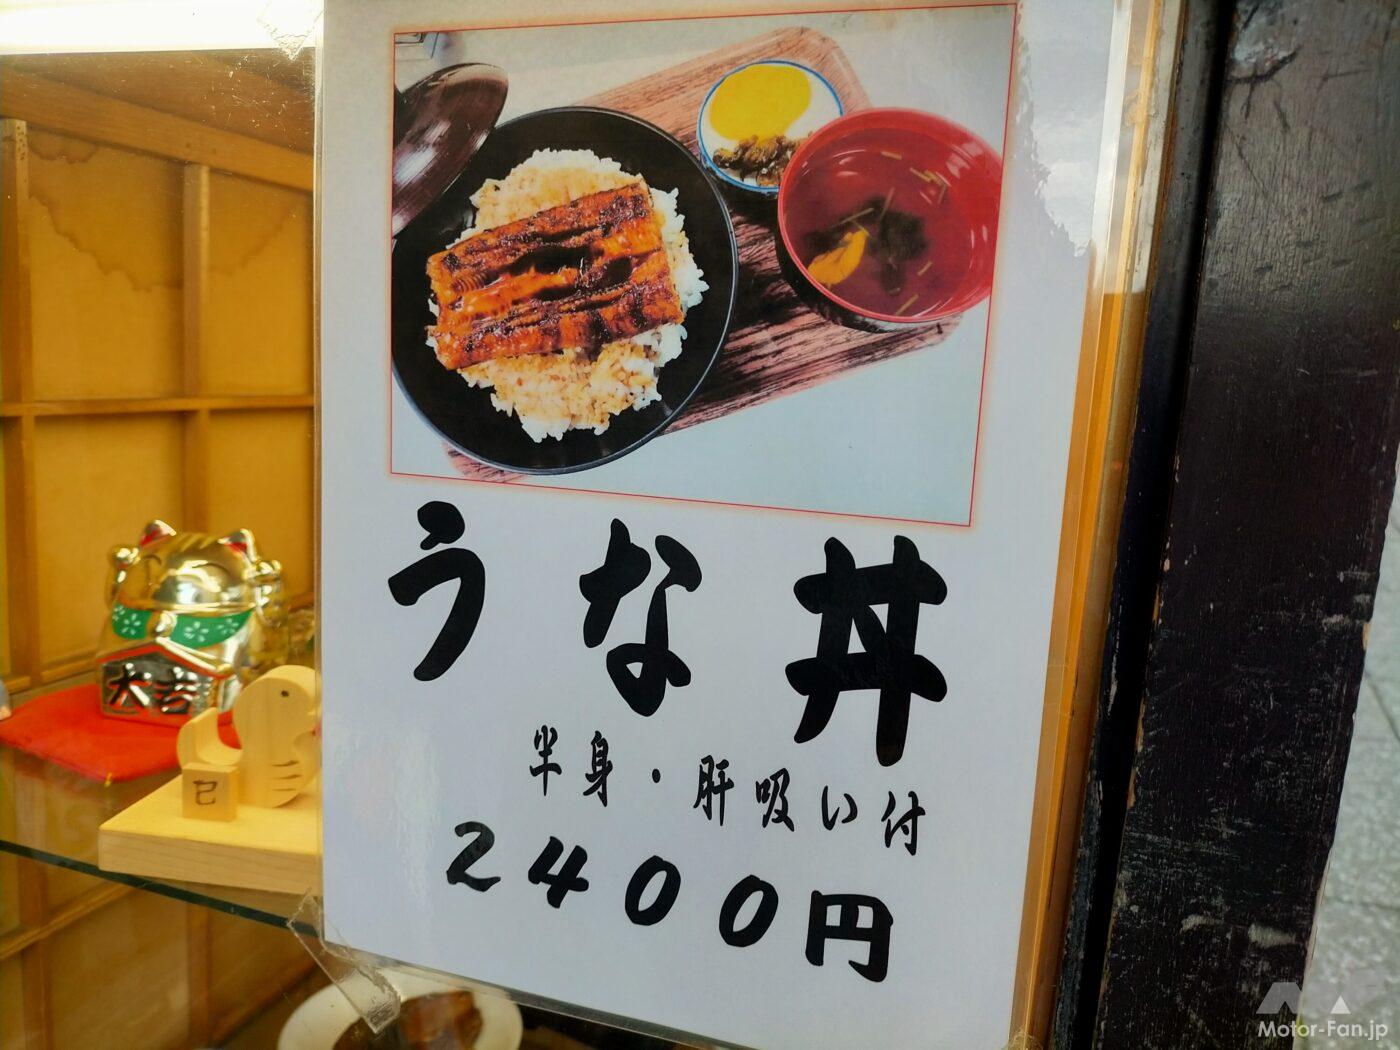 うな丼
半身・肝吸い付
2400円
大吉
巳
Motor-Fan.jp